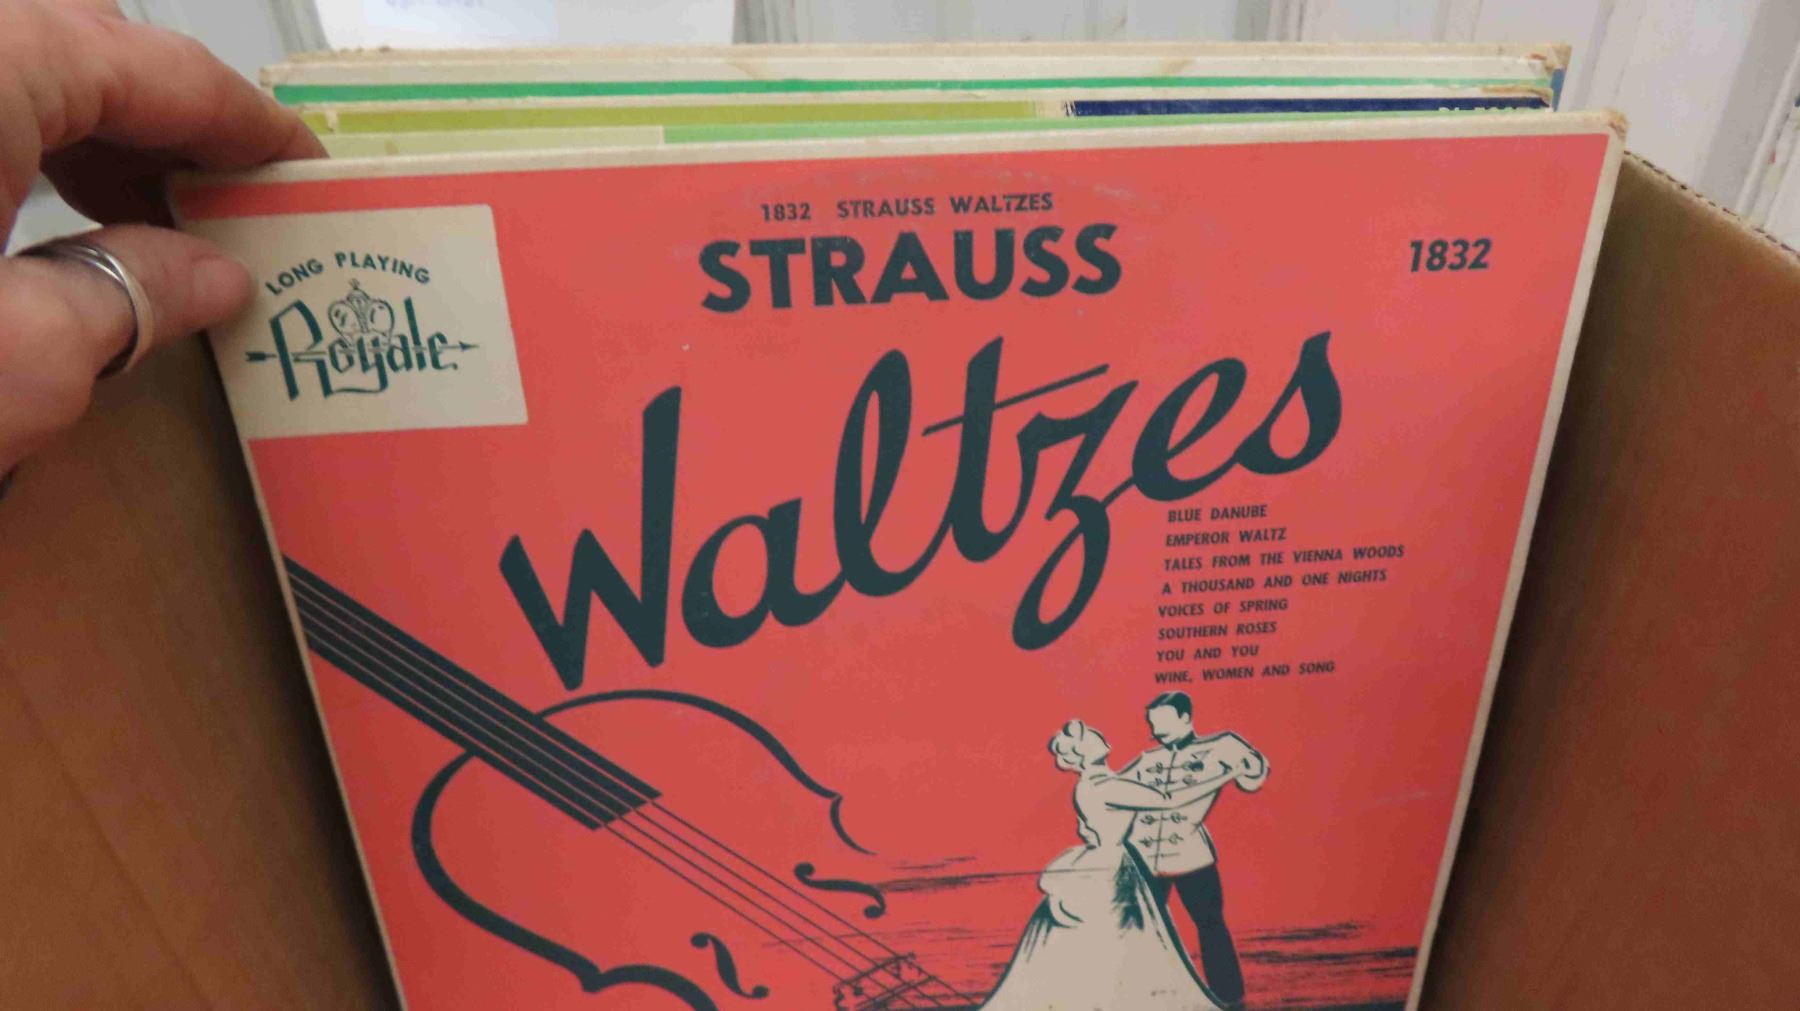 1832 STRAUSS WALTZES
STRAUSS
1832
LONG PLAYING
Royale
Waltzes
BLUE DANUBE
EMPEROR WALTZ
TALES FROM THE VIENNA WOODS
A THOUSAND AND ONE NIGHTS
VOICES OF SPRING
SOUTHERN ROSES
YOU AND YOU
WINE, WOMEN AND SONG